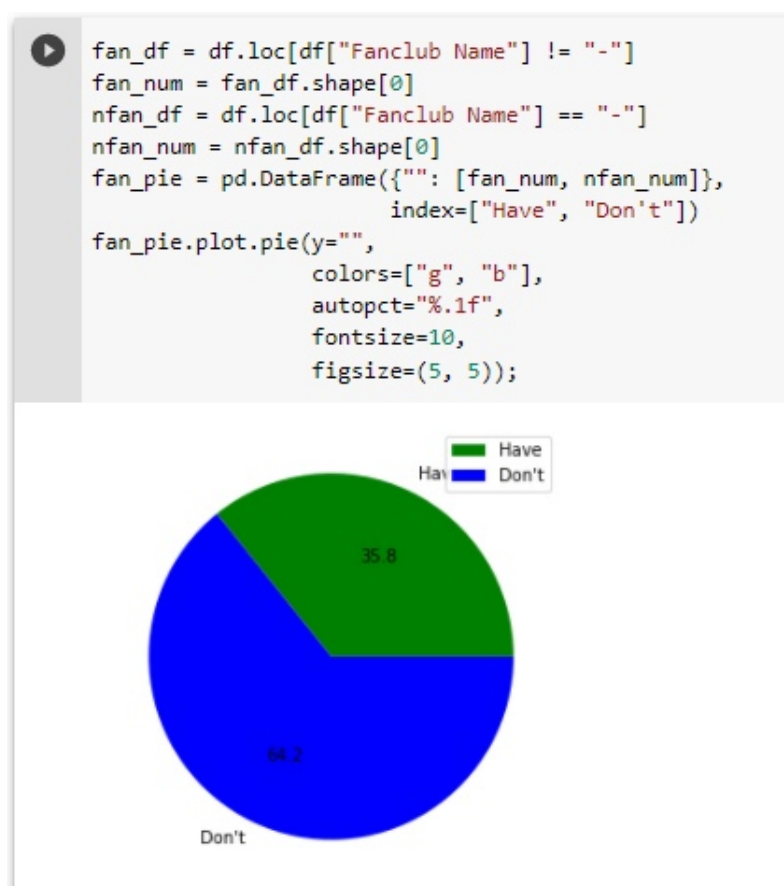 fan_df = df.loc[df["Fanclub Name"] != "-"]
fan_num = fan_df.shape[0]
nfan_df = df.loc[df["Fanclub Name"] == "-"]
nfan_num = nfan_df.shape[0]
fan_pie = pd.DataFrame({"": [fan_num, nfan_num]},
index=["Have", "Don't"])
fan_pie.plot.pie(y="",
colors=["g", "b"],
autopct="%.1f",
fontsize=10,
figsize=(5, 5));
Have
Don't
Hav
35.8
64.2
Don't